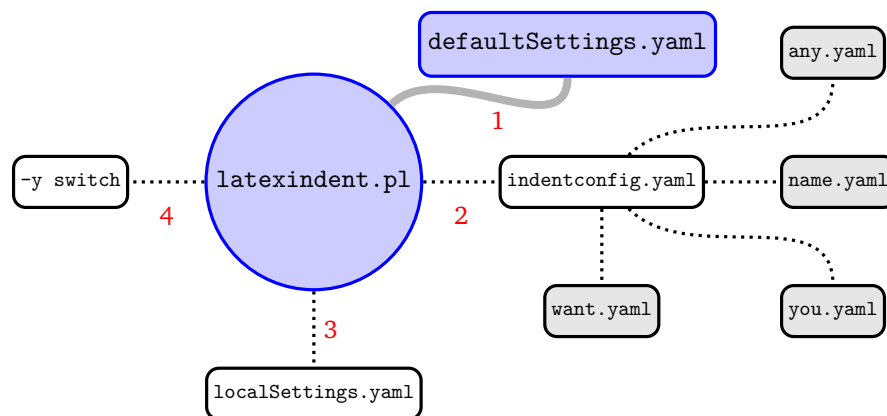 defaultSettings.yaml
any.yaml
1
-y switch
latexindent.pl
indentconfig.yaml
name.yaml
4
2
want.yaml
you.yaml
3
localSettings.yaml